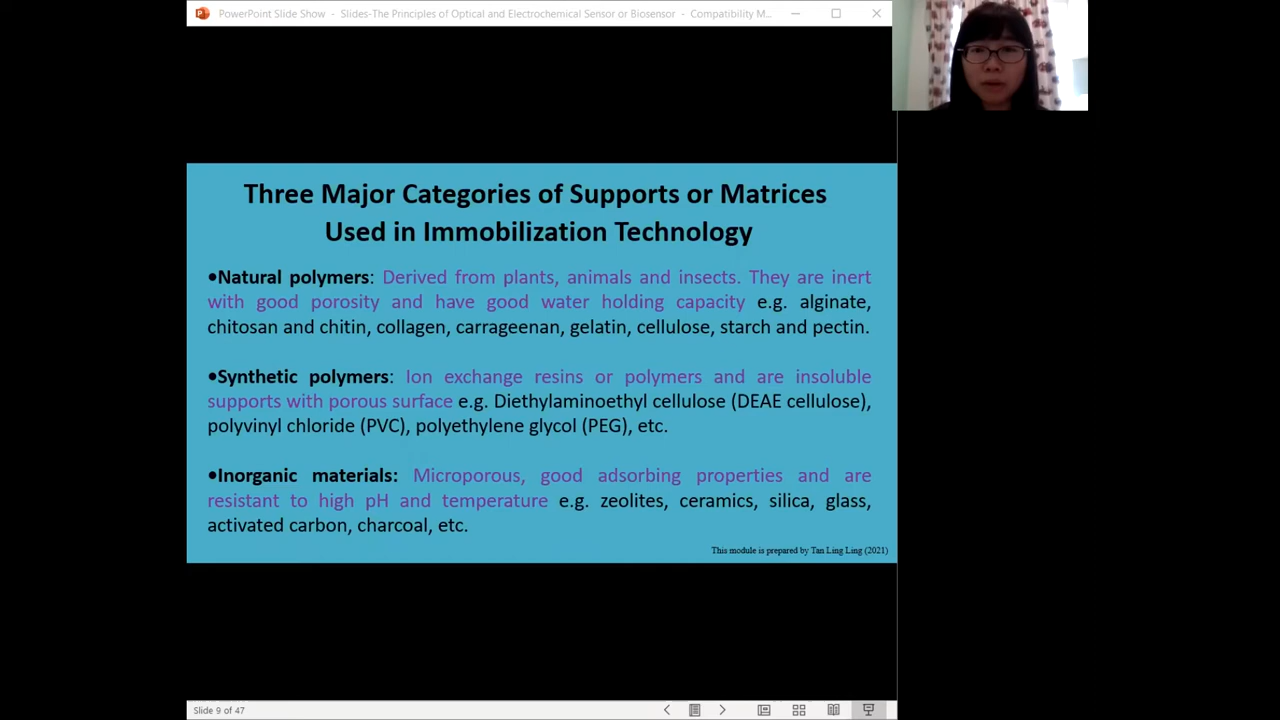 PowerPoint Slide Show - Slides-The Principles of Optical and Electrochemical Sensor or Biosensor - Compatibility M...
Three Major Categories of Supports or Matrices
Used in Immobilization Technology
•Natural polymers: Derived from plants, animals and insects. They are inert
with good porosity and have good water holding capacity e.g. alginate,
chitosan and chitin, collagen, carrageenan, gelatin, cellulose, starch and pectin.
•Synthetic polymers: Ion exchange resins or polymers and are insoluble
supports with porous surface e.g. Diethylaminoethyl cellulose (DEAE cellulose),
polyvinyl chloride (PVC), polyethylene glycol (PEG), etc.
•Inorganic materials: Microporous, good adsorbing properties and are
resistant to high pH and temperature e.g. zeolites, ceramics, silica, glass,
activated carbon, charcoal, etc.
This module is prepared by Tan Ling Ling (2021)
Slide 9 of 47